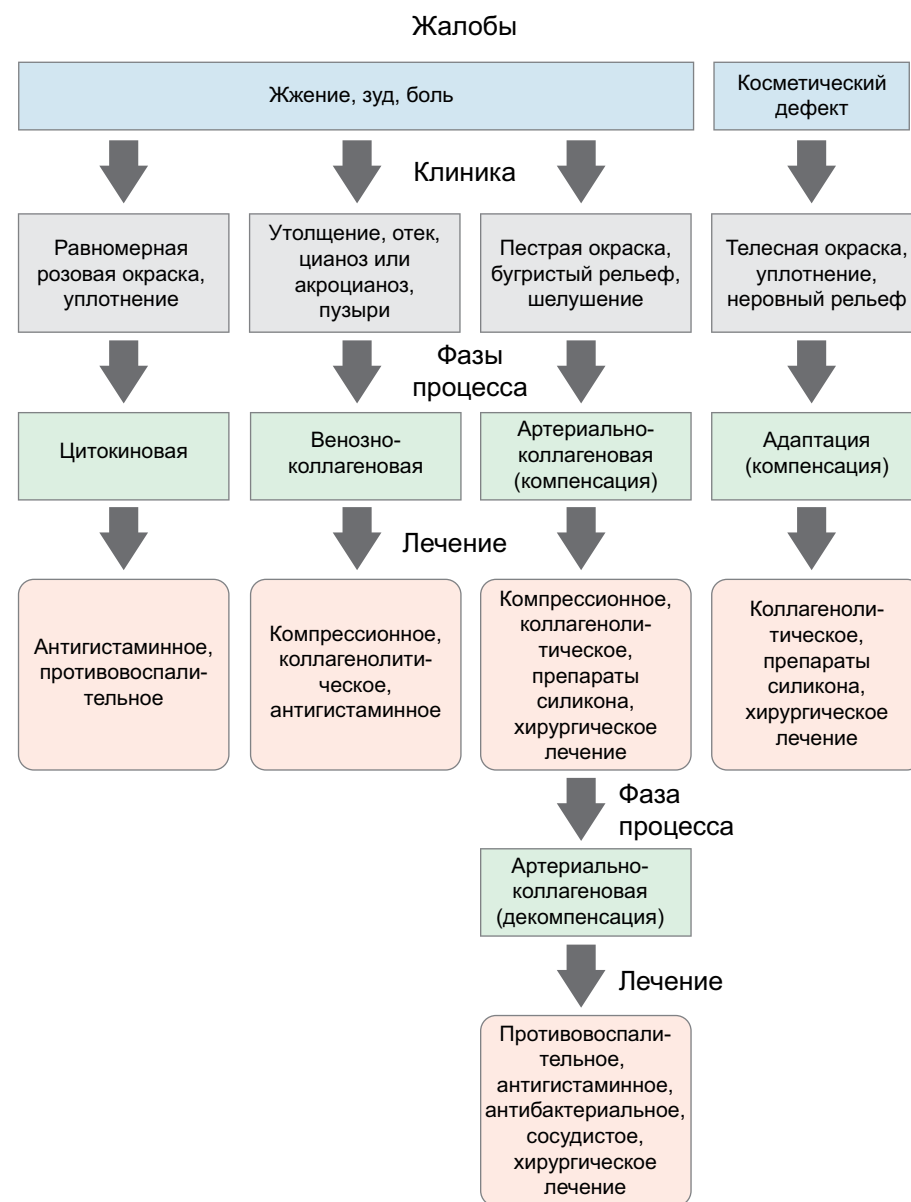 Жалобы
Жжение, зуд, боль
Косметический
дефект
Клиника
Равномерная
розовая окраска,
уплотнение
Утолщение, отек,
цианоз или
акроцианоз,
пузыри
Пестрая окраска,
бугристый рельеф,
шелушение
Телесная окраска,
уплотнение,
неровный рельеф
Фазы
процесса
Цитокиновая
Венозно-
коллагеновая
Артериально-
коллагеновая
(компенсация)
Адаптация
(компенсация)
Лечение
Антигистаминное,
противовоспали-
тельное
Компрессионное,
коллагенолити-
ческое,
антигистаминное
Компрессионное,
коллагеноли-
тическое,
препараты
силикона,
хирургическое
лечение
Коллагеноли-
тическое,
препараты
силикона,
хирургическое
лечение
Фаза
процесса
Артериально-
коллагеновая
(декомпенсация)
Лечение
Противовоспали-
тельное,
антигистаминное,
антибактериальное,
сосудистое,
хирургическое
лечение